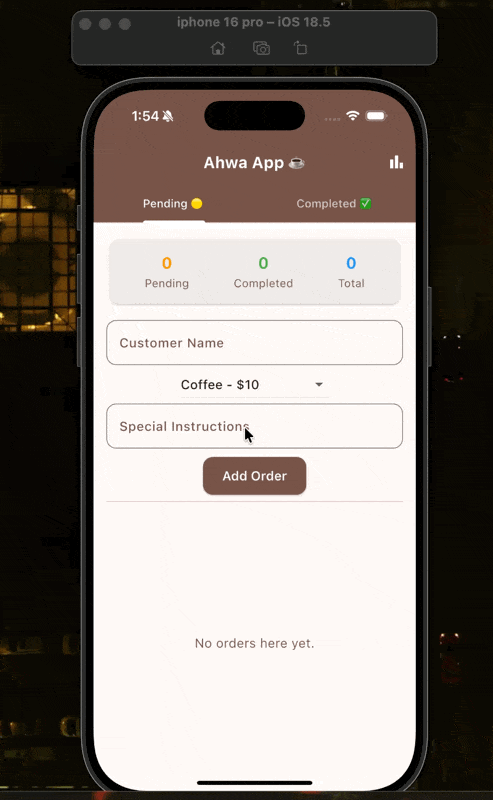 iphone 16 pro – iOS 18.5
1:54
Ahwa App ☕
Pending 🟡
Completed ✅
0 0 0
Pending Completed Total
Customer Name
Coffee - $10
Special Instructions
Add Order
No orders here yet.